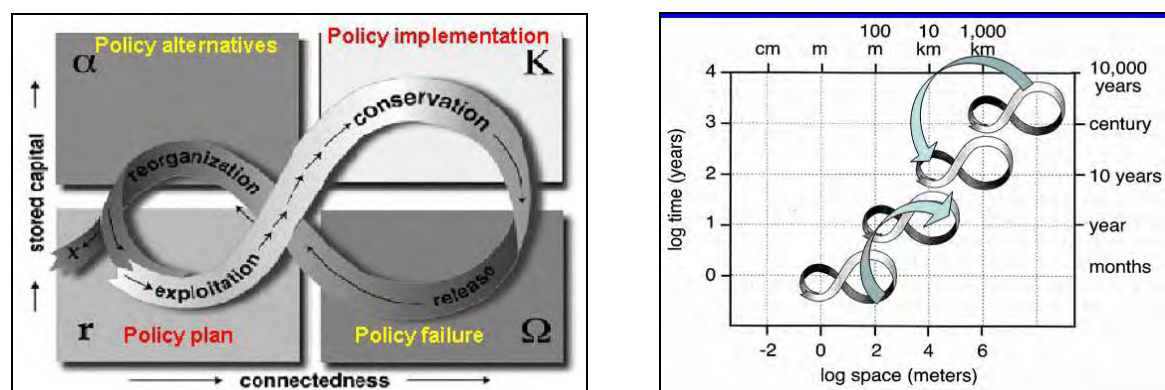 Policy alternatives
Policy implementation
α
K
conservation
reorganization
stored capital
x
exploitation
release
r
Policy plan
Policy failure
Ω
connectedness
100 10 1,000
cm m m km km
4
3
2
1
0
10,000
years
century
10 years
year
months
log time (years)
-2 0 2 4 6
log space (meters)